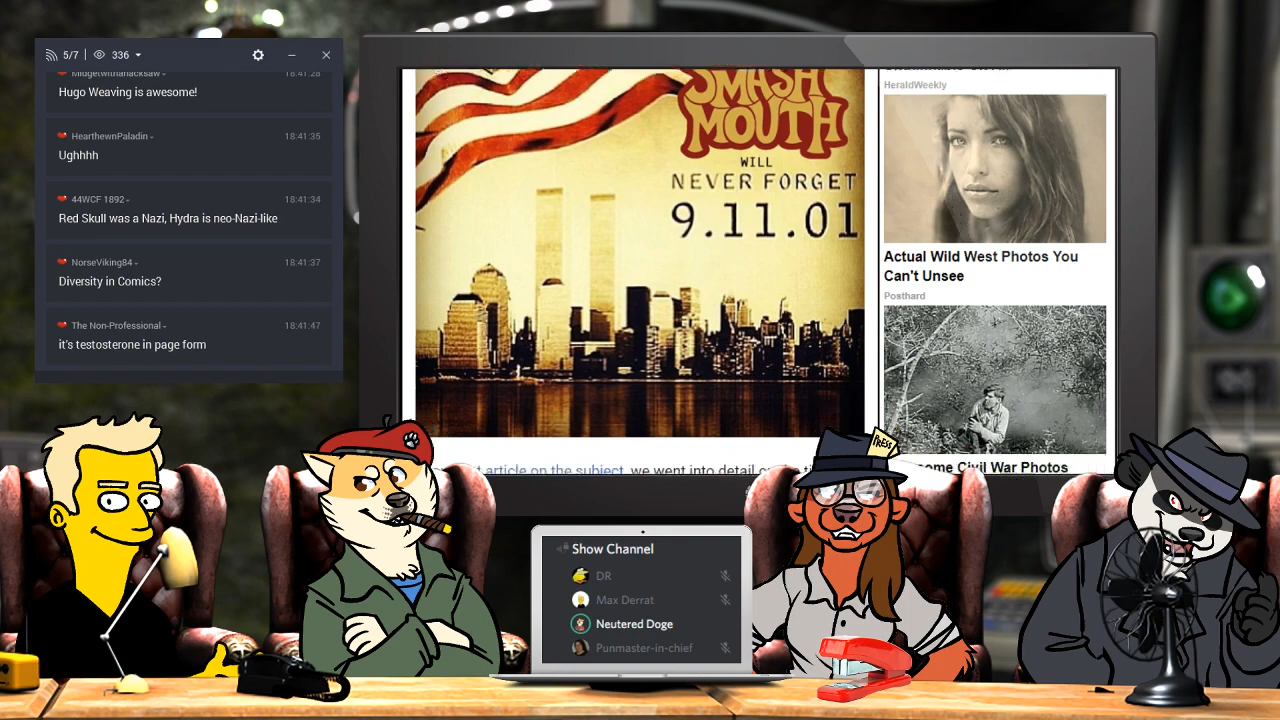 5/7 | 336
Midgetwithahacksaw 18:41:28
Hugo Weaving is awesome!
HearthewnPaladin 18:41:35
Ughhhh
44WCF 1892 18:41:34
Red Skull was a Nazi, Hydra is neo-Nazi-like
NorseViking84 18:41:37
Diversity in Comics?
The Non-Professional 18:41:47
it's testosterone in page form
SMASH
MOUTH
WILL
NEVER FORGET
9.11.01
article on the subject, we went into detail
HeraldWeekly
Actual Wild West Photos You
Can't Unsee
Posthard
Civil War Photos
PRESS
Show Channel
DR
Max Derrat
Neutered Doge
Punmaster-in-chief